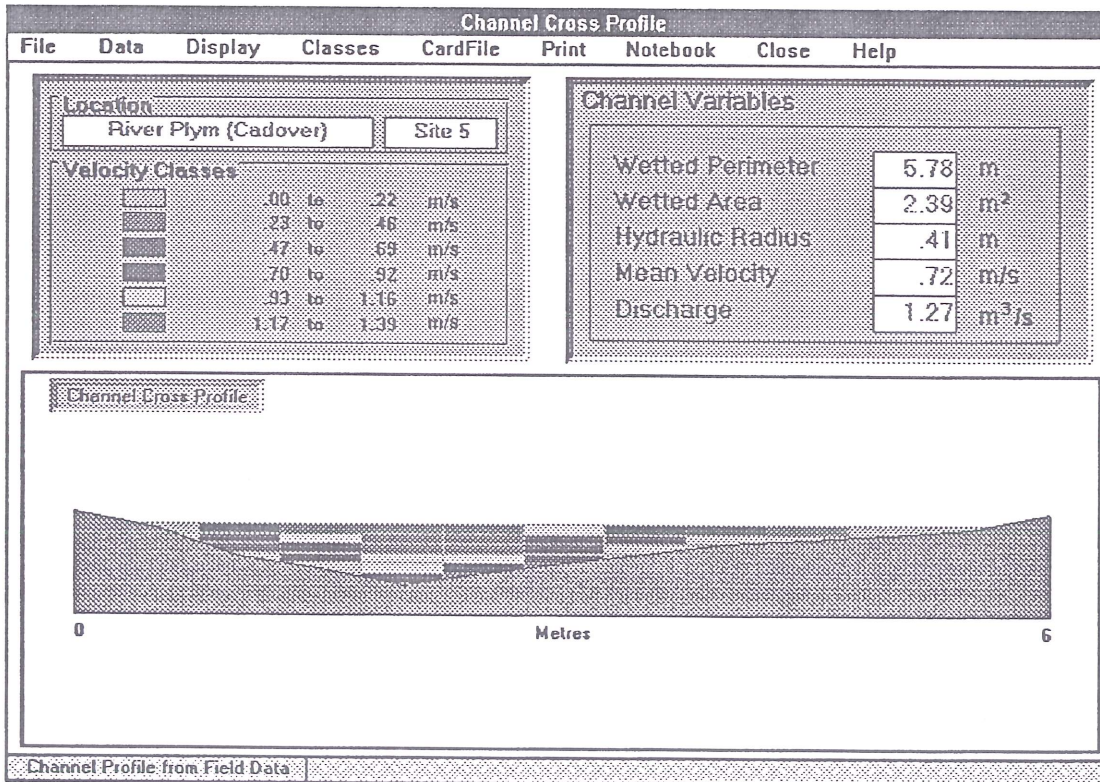 Channel Cross Profile
File Data Display Classes CardFile Print Notebook Close Help
Location
River Plym (Cadover) Site 5
Velocity Classes
.00 to .22 m/s
.23 to .46 m/s
.47 to .69 m/s
.70 to .92 m/s
.93 to 1.16 m/s
1.17 to 1.39 m/s
Channel Variables
Wetted Perimeter 5.78 m
Wetted Area 2.39 m²
Hydraulic Radius .41 m
Mean Velocity .72 m/s
Discharge 1.27 m³/s
Channel Cross Profile
0 Metres 6
Channel Profile from Field Data